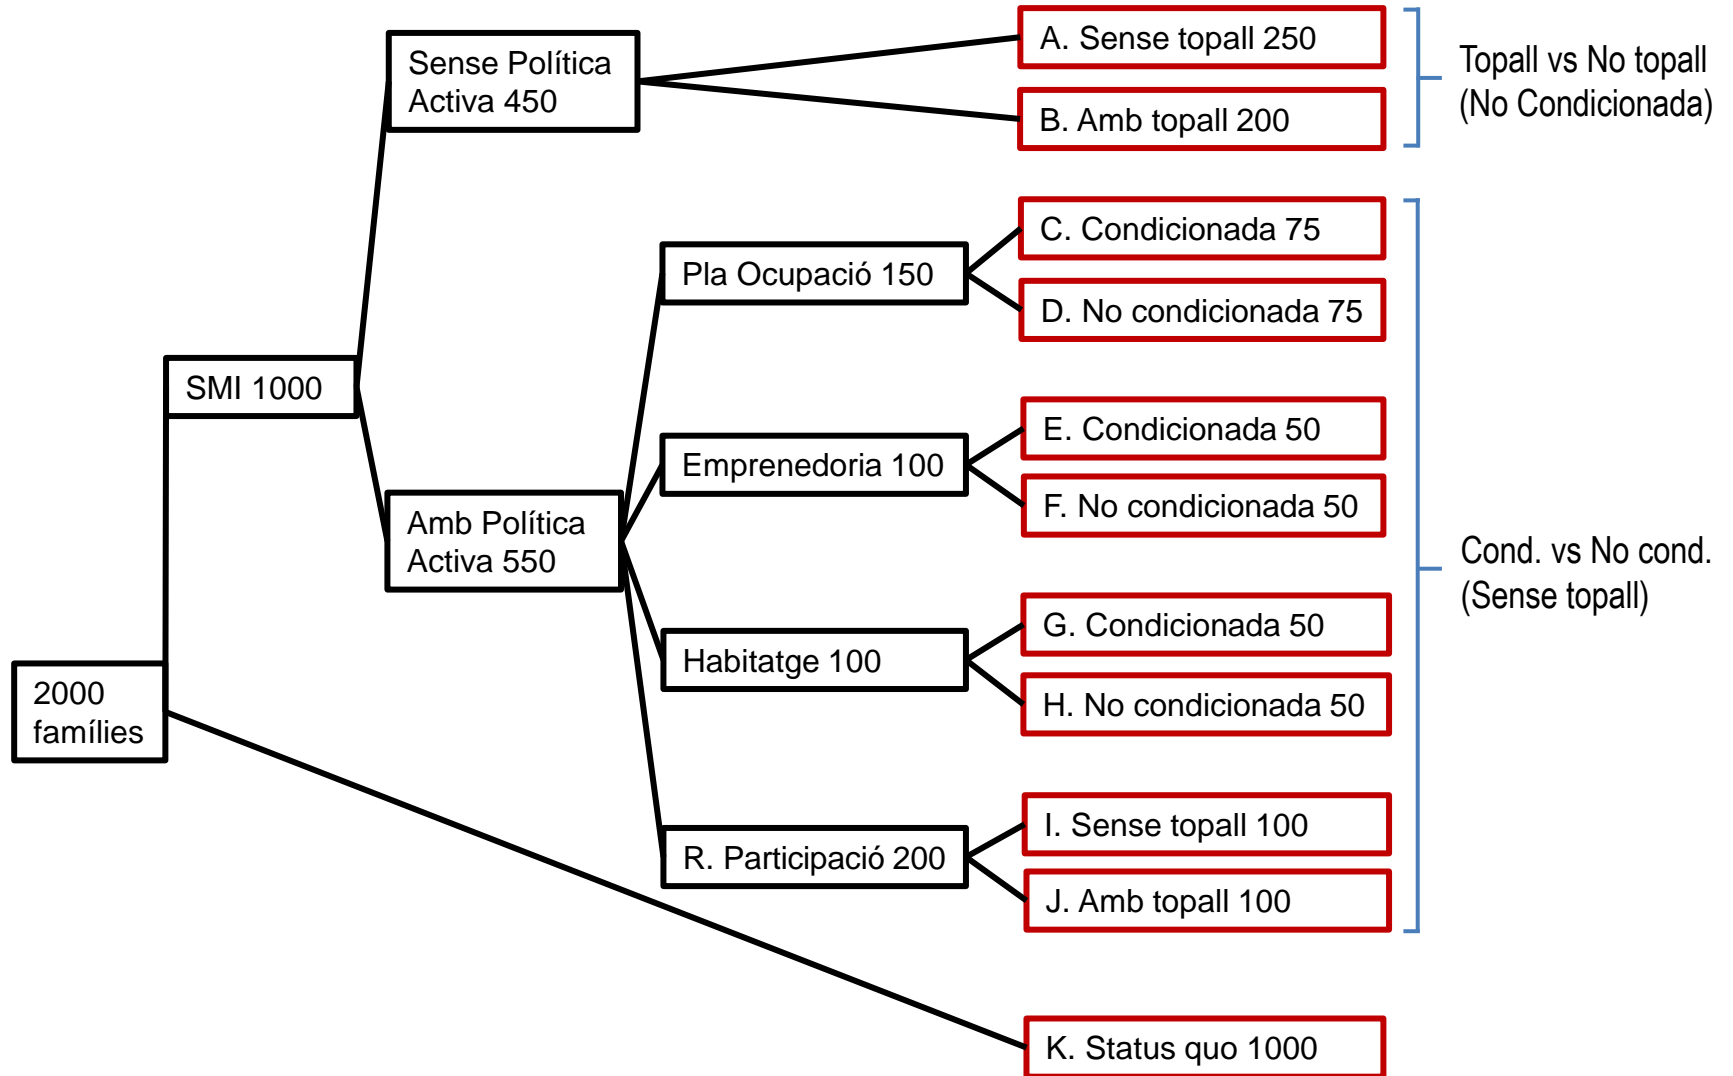 2000
famílies
SMI 1000
Sense Política
Activa 450
Amb Política
Activa 550
Pla Ocupació 150
Emprenedoria 100
Habitatge 100
R. Participació 200
A. Sense topall 250
B. Amb topall 200
C. Condicionada 75
D. No condicionada 75
E. Condicionada 50
F. No condicionada 50
G. Condicionada 50
H. No condicionada 50
I. Sense topall 100
J. Amb topall 100
K. Status quo 1000
Topall vs No topall
(No Condicionada)
Cond. vs No cond.
(Sense topall)